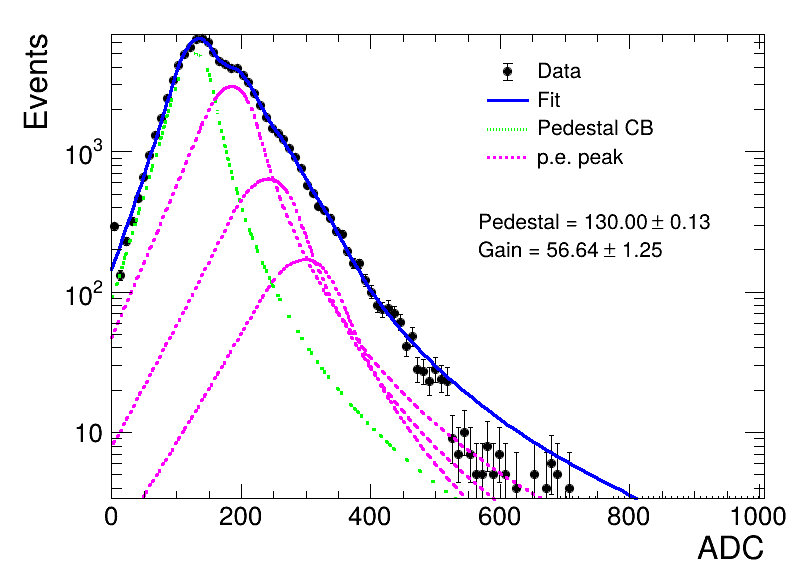 Events
10³
10²
10
Data
Fit
Pedestal CB
p.e. peak
Pedestal = 130.00 ± 0.13
Gain = 56.64 ± 1.25
0 200 400 600 800 1000
ADC